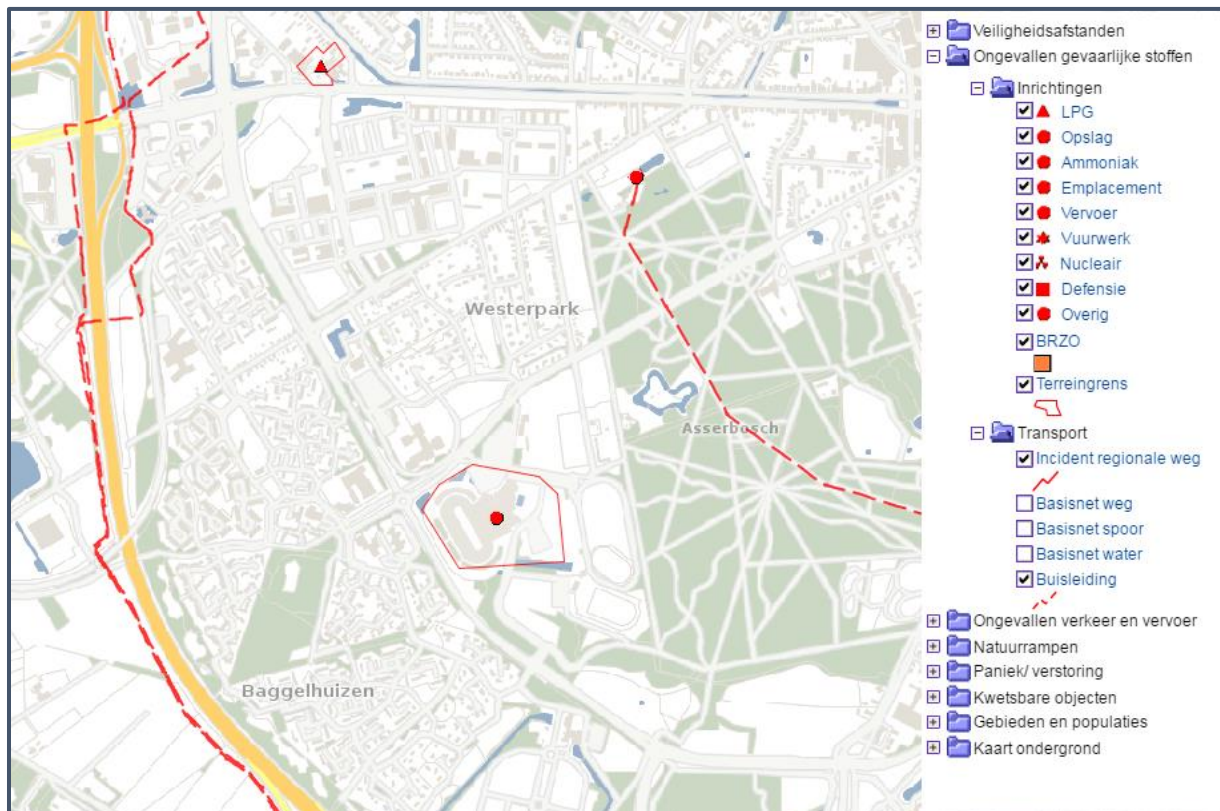 Westerpark
Asserbosch
Baggelhuizen
Veiligheidsafstanden
Ongevallen gevaarlijke stoffen
Inrichtingen
LPG
Opslag
Ammoniak
Emplacement
Vervoer
Vuurwerk
Nucleair
Defensie
Overig
BRZO
Terreingrens
Transport
Incident regionale weg
Basisnet weg
Basisnet spoor
Basisnet water
Buisleiding
Ongevallen verkeer en vervoer
Natuurrampen
Paniek/ verstoring
Kwetsbare objecten
Gebieden en populaties
Kaart ondergrond